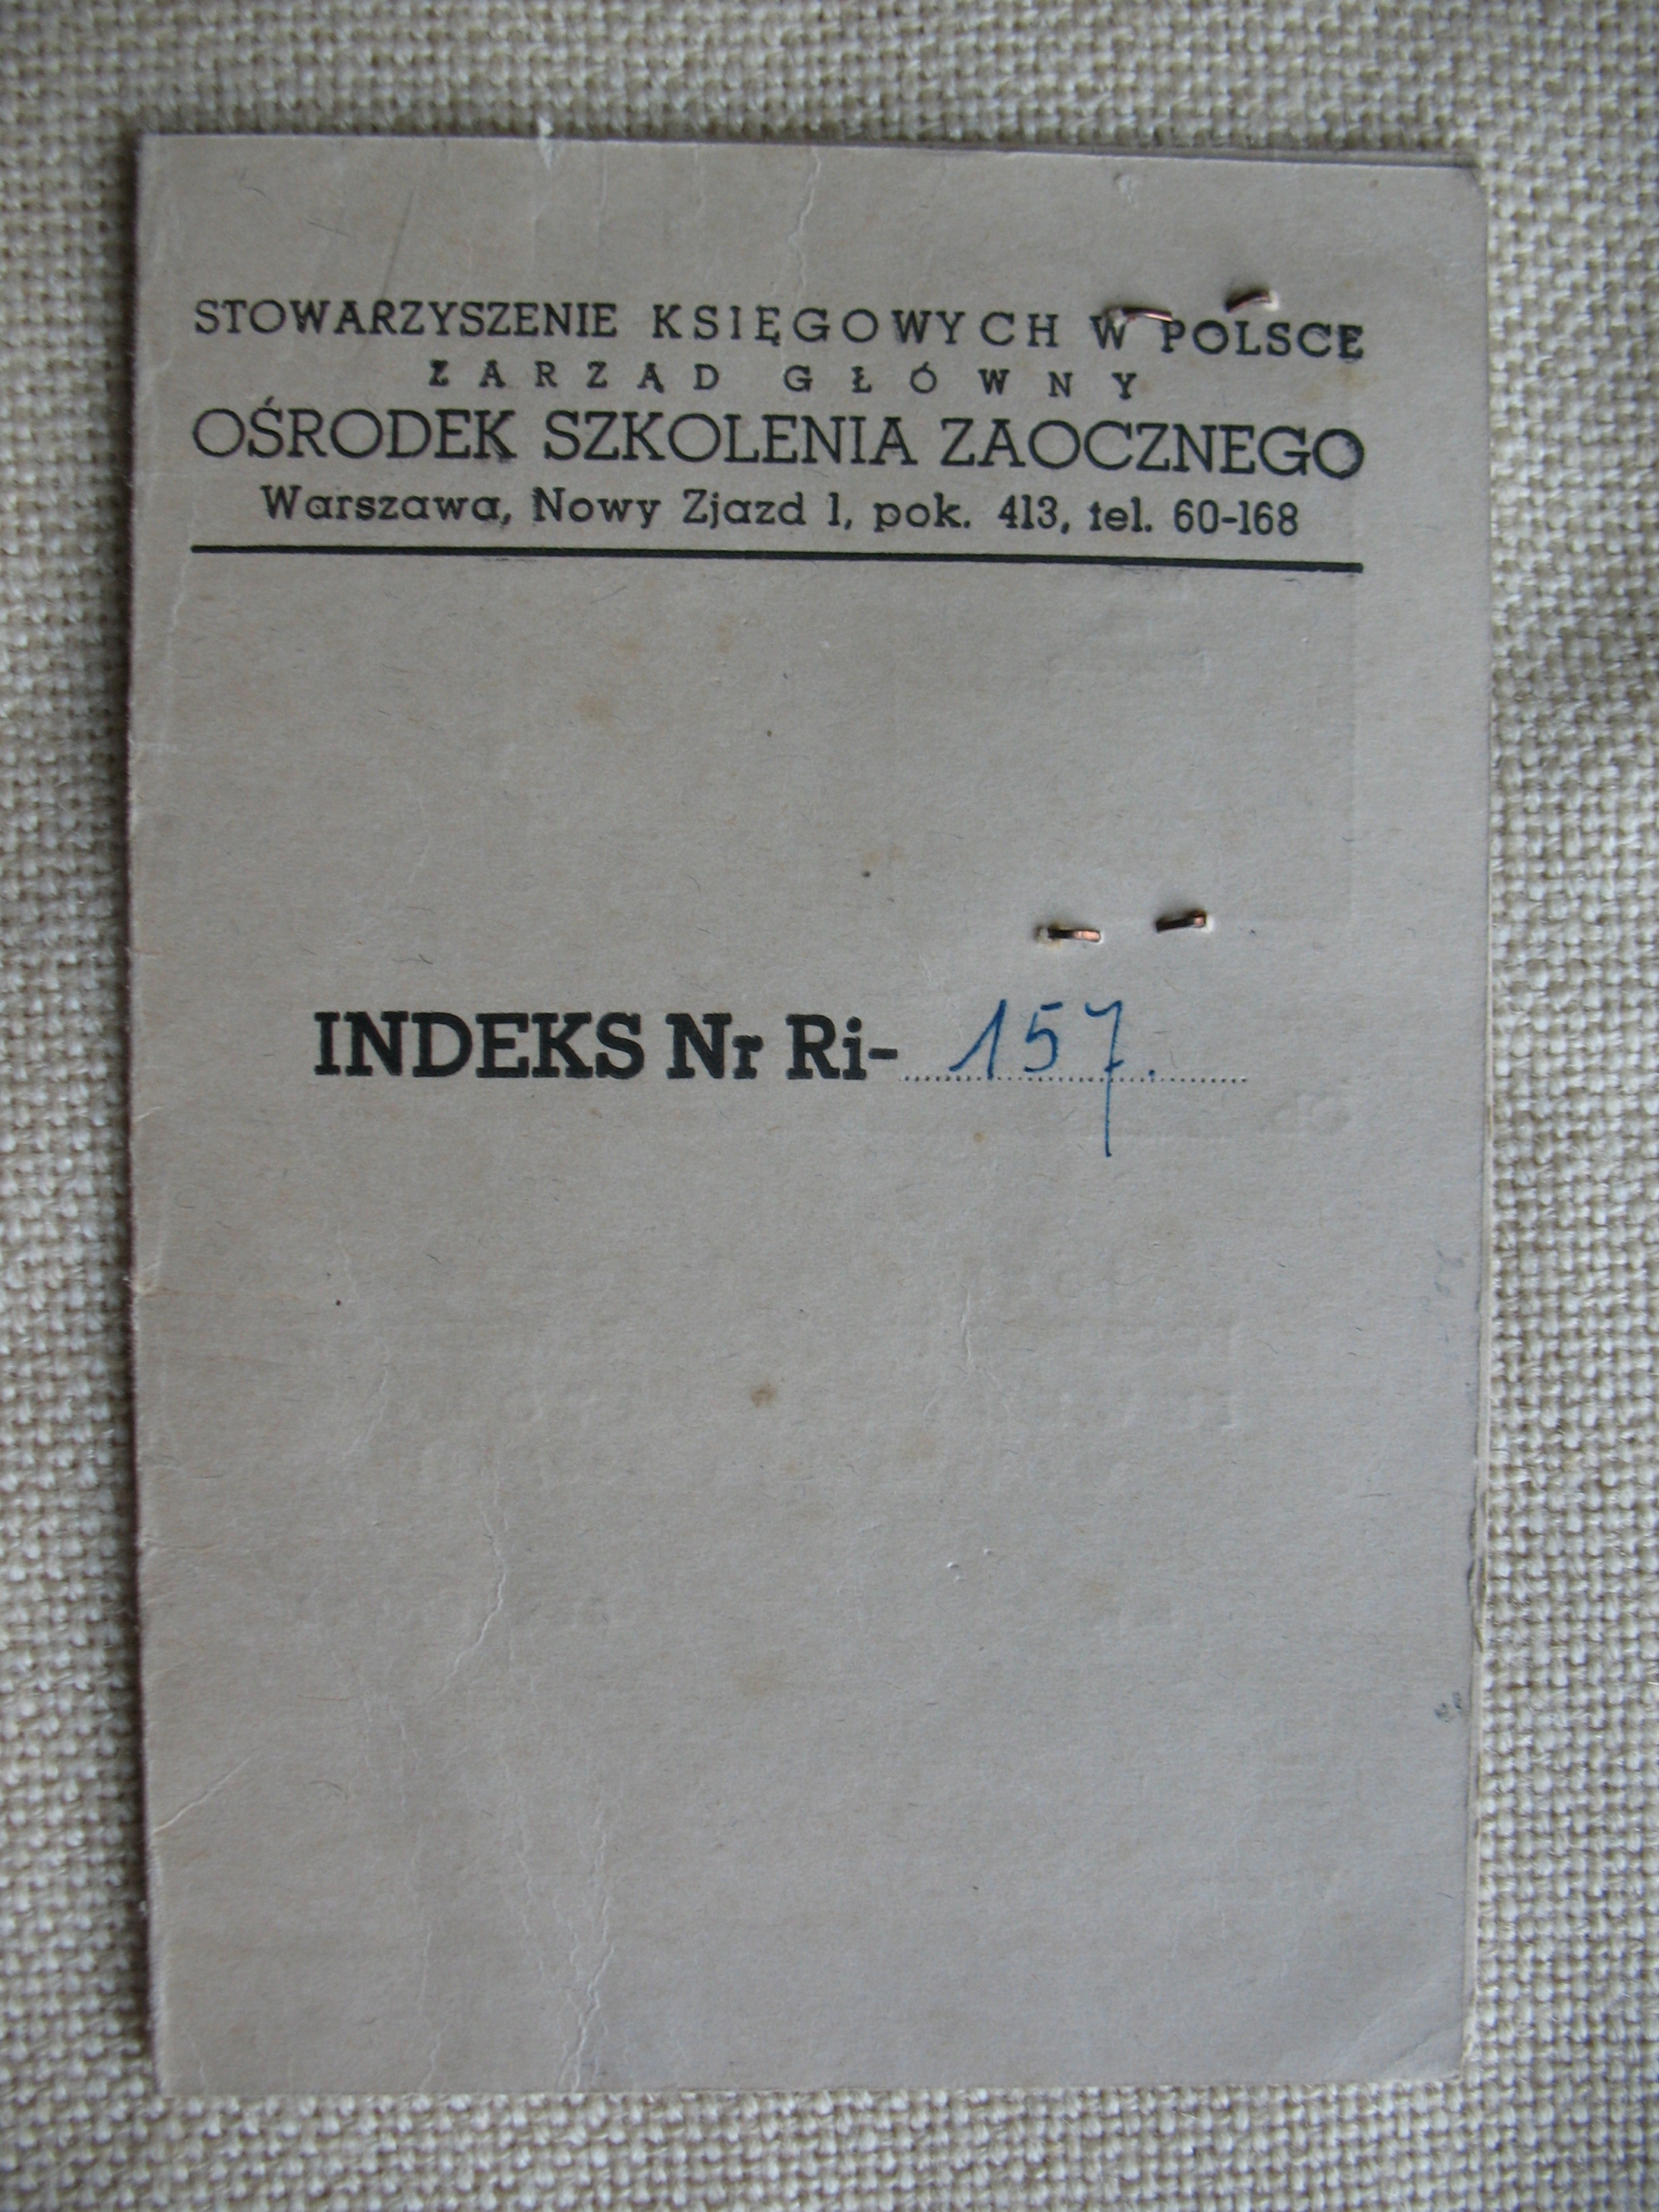 STOWARZYSZENIE KSIĘGOWYCH W POLSCE
ZARZĄD GŁÓWNY
OŚRODEK SZKOLENIA ZAOCZNEGO
Warszawa, Nowy Zjazd 1, pok. 413, tel. 60-168
INDEKS Nr Ri- 157.